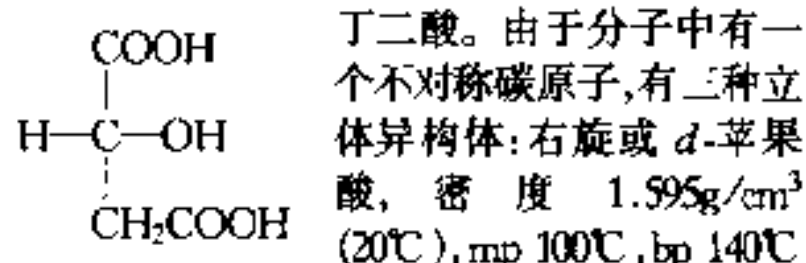 COOH
H—C—OH
CH₂COOH
丁二酸。由于分子中有一
个不对称碳原子,有三种立
体异构体:右旋或 d-苹果
酸, 密度 1.595g/cm³
(20℃), mp 100℃, bp 140℃